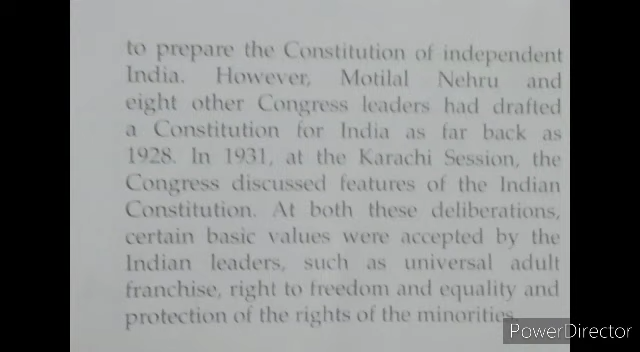 to prepare the Constitution of independent
India. However, Motilal Nehru and
eight other Congress leaders had drafted
a Constitution for India as far back as
1928. In 1931, at the Karachi Session, the
Congress discussed features of the Indian
Constitution. At both these deliberations,
certain basic values were accepted by the
Indian leaders, such as universal adult
franchise, right to freedom and equality and
protection of the rights of the minorities.
PowerDirector